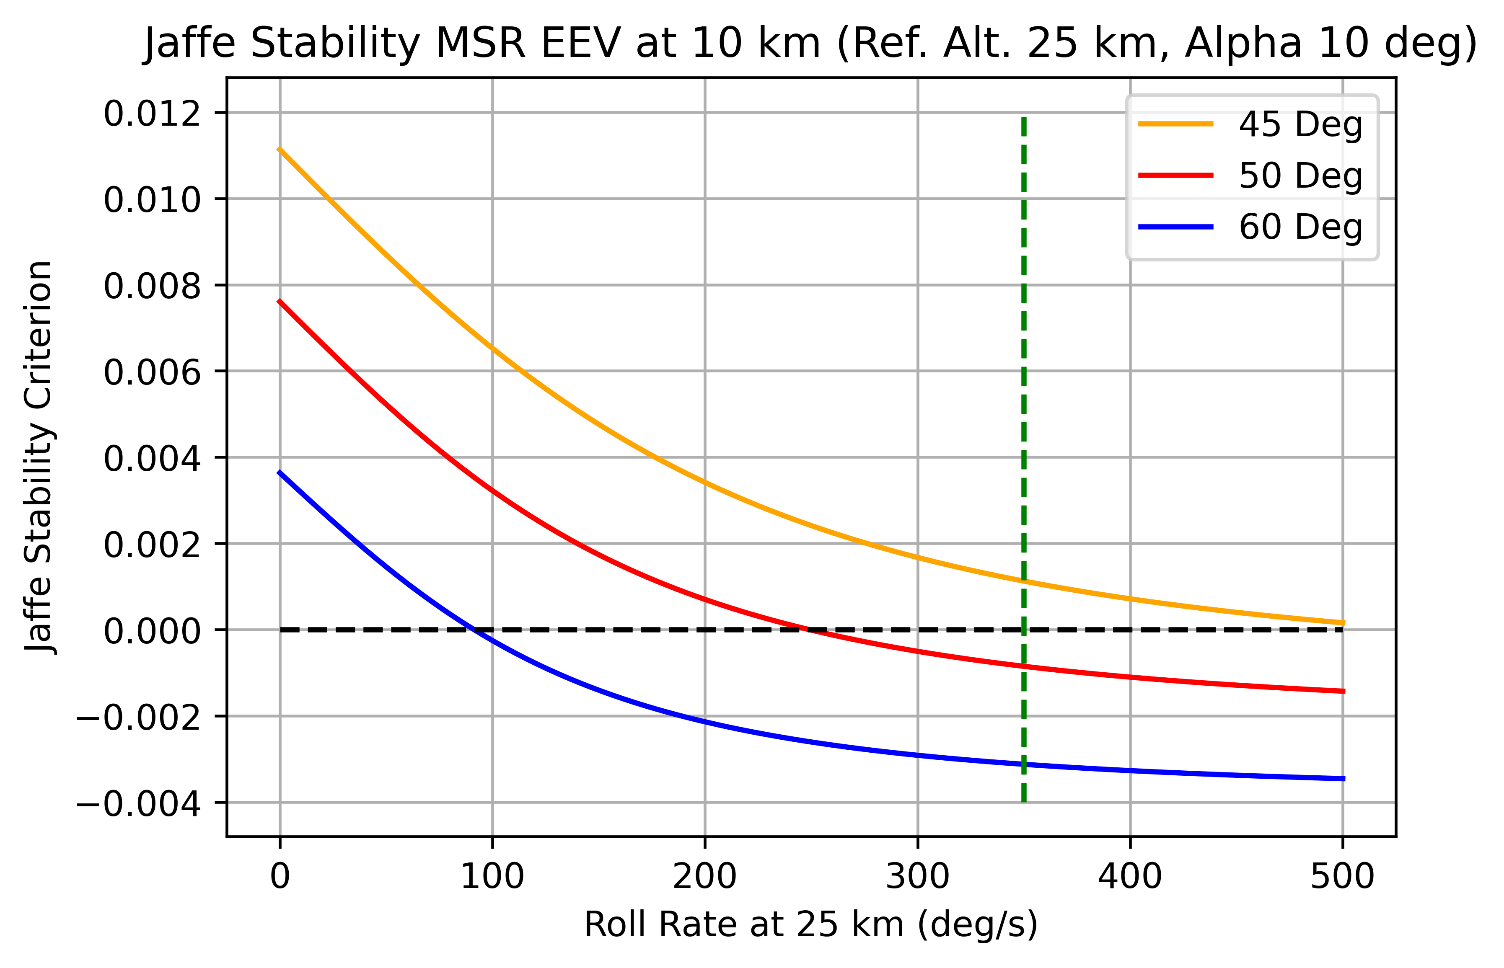 Jaffe Stability MSR EEV at 10 km (Ref. Alt. 25 km, Alpha 10 deg)
45 Deg
50 Deg
60 Deg
Jaffe Stability Criterion
0.012
0.010
0.008
0.006
0.004
0.002
0.000
−0.002
−0.004
0
100
200
300
400
500
Roll Rate at 25 km (deg/s)